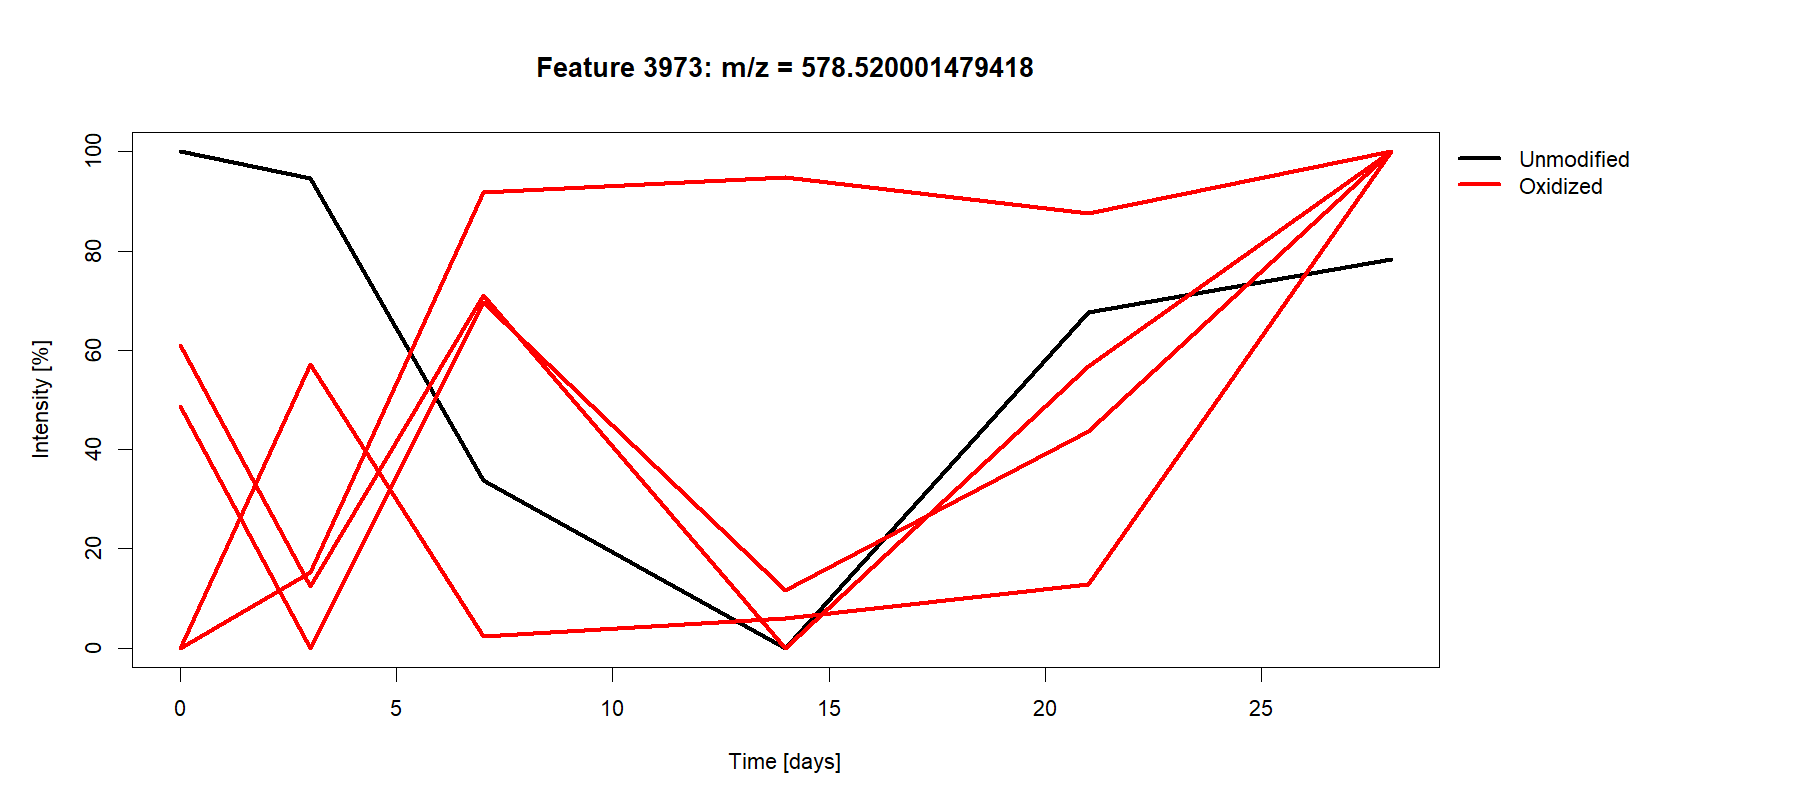 Feature 3973: m/z = 578.520001479418
100
80
60
40
20
0
Intensity [%]
0 5 10 15 20 25
Time [days]
Unmodified
Oxidized